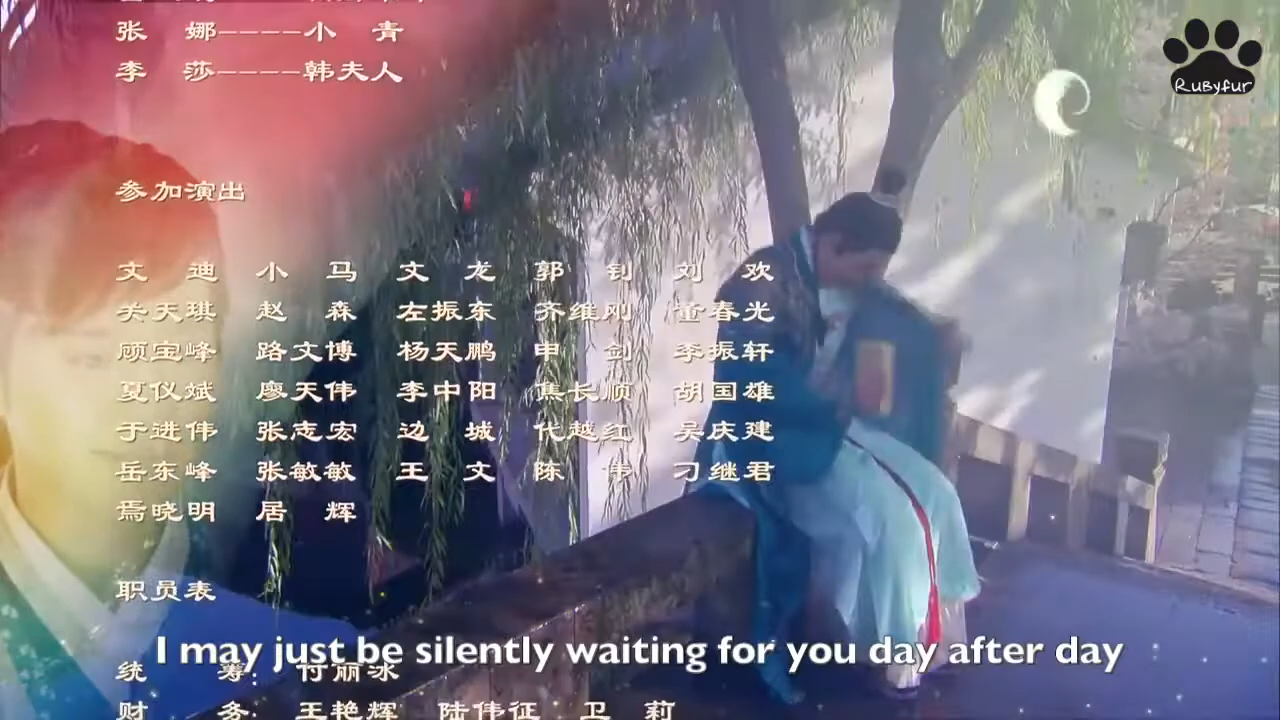 张 娜----小 青
李 莎----韩夫人
RuByfur
参加演出
文 迪 小 马 文 龙 郭 钊 刘 欢
关天琪 赵 森 左振东 齐维刚 董春光
顾宝峰 路文博 杨天鹏 申 剑 李振轩
夏仪斌 廖天伟 李中阳 焦长顺 胡国雄
于进伟 张志宏 边 城 代越红 吴庆建
岳东峰 张敏敏 王 文 陈 伟 刁继君
焉晓明 居 辉
职员表
I may just be silently waiting for you day after day
统 筹: 付丽冰
财 务: 王艳辉 陆伟征 卫 莉